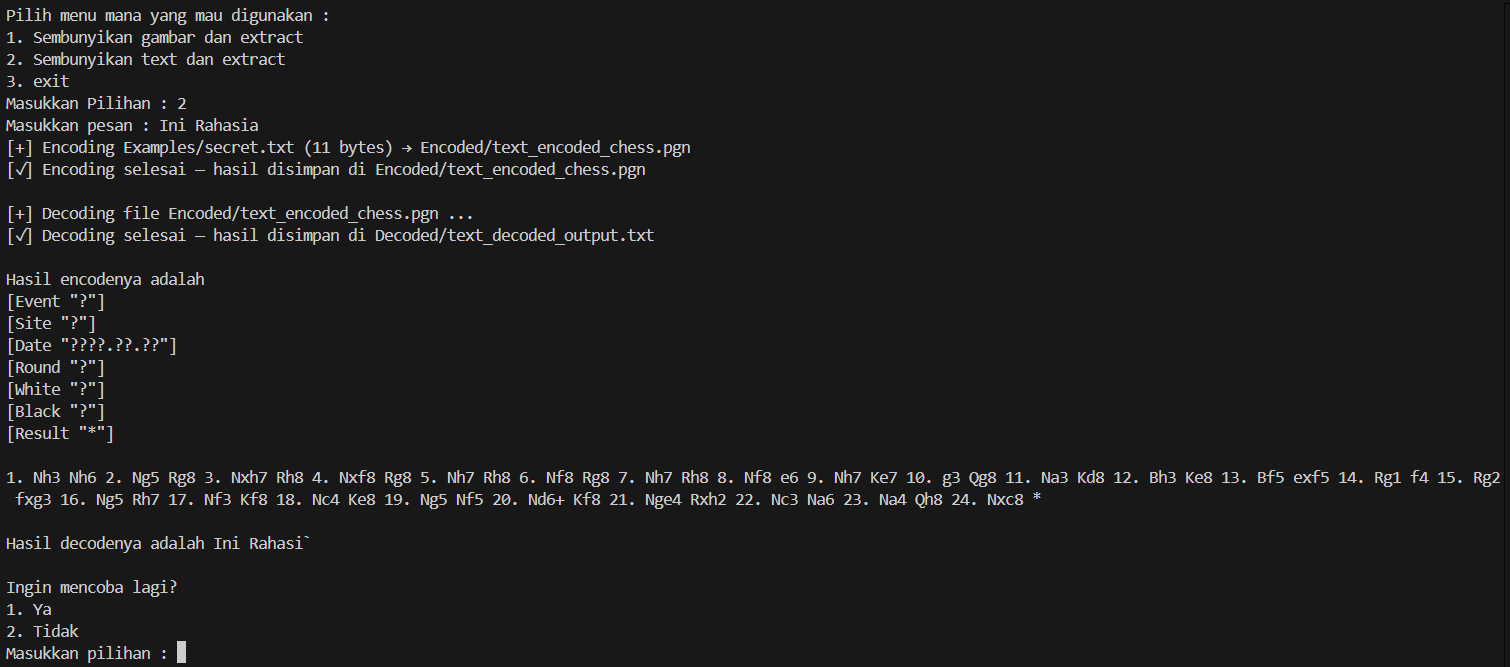 Pilih menu mana yang mau digunakan :
1. Sembunyikan gambar dan extract
2. Sembunyikan text dan extract
3. exit
Masukkan Pilihan : 2
Masukkan pesan : Ini Rahasia
[+] Encoding Examples/secret.txt (11 bytes) → Encoded/text_encoded_chess.pgn
[✓] Encoding selesai — hasil disimpan di Encoded/text_encoded_chess.pgn
[+] Decoding file Encoded/text_encoded_chess.pgn ...
[✓] Decoding selesai — hasil disimpan di Decoded/text_decoded_output.txt
Hasil encodenya adalah
[Event "?"]
[Site "?"]
[Date "????.??.??"]
[Round "?"]
[White "?"]
[Black "?"]
[Result "*"]
1. Nh3 Nh6 2. Ng5 Rg8 3. Nxh7 Rh8 4. Nxf8 Rg8 5. Nh7 Rh8 6. Nf8 Rg8 7. Nh7 Rh8 8. Nf8 e6 9. Nh7 Ke7 10. g3 Qg8 11. Na3 Kd8 12. Bh3 Ke8 13. Bf5 exf5 14. Rg1 f4 15. Rg2
fxg3 16. Ng5 Rh7 17. Nf3 Kf8 18. Nc4 Ke8 19. Ng5 Nf5 20. Nd6+ Kf8 21. Nge4 Rxh2 22. Nc3 Na6 23. Na4 Qh8 24. Nxc8 *
Hasil decodenya adalah Ini Rahasi`
Ingin mencoba lagi?
1. Ya
2. Tidak
Masukkan pilihan :